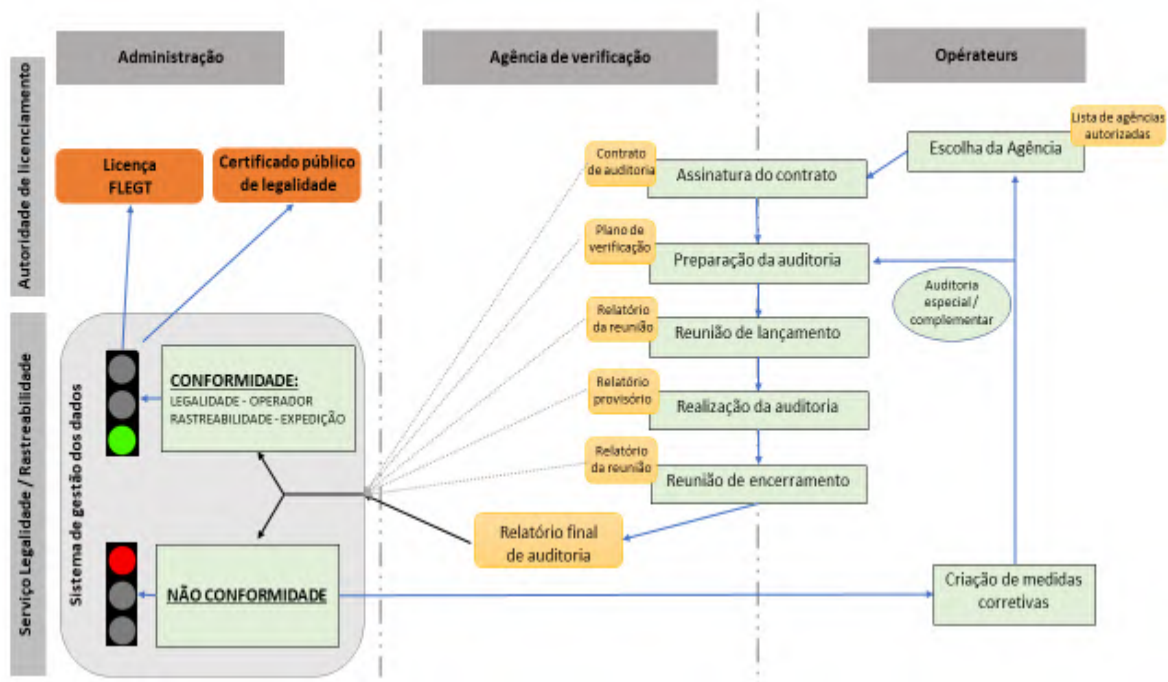 Administração
Agência de verificação
Opérateurs
Autoridade de licenciamento
Lista de agências
autorizadas
Escolha da Agência
Licença
FLEGT
Certificado público
de legalidade
Contrato
de auditoria
Assinatura do contrato
Plano de
verificação
Preparação da auditoria
Auditoria
especial /
complementar
Serviço Legalidade / Rastreabilidade
Sistema de gestão dos dados
Relatório
da reunião
Reunião de lançamento
CONFORMIDADE:
LEGALIDADE - OPERADOR
RASTREABILIDADE - EXPEDIÇÃO
Relatório
provisório
Realização da auditoria
Relatório
da reunião
Reunião de encerramento
Relatório final
de auditoria
NÃO CONFORMIDADE
Criação de medidas
corretivas